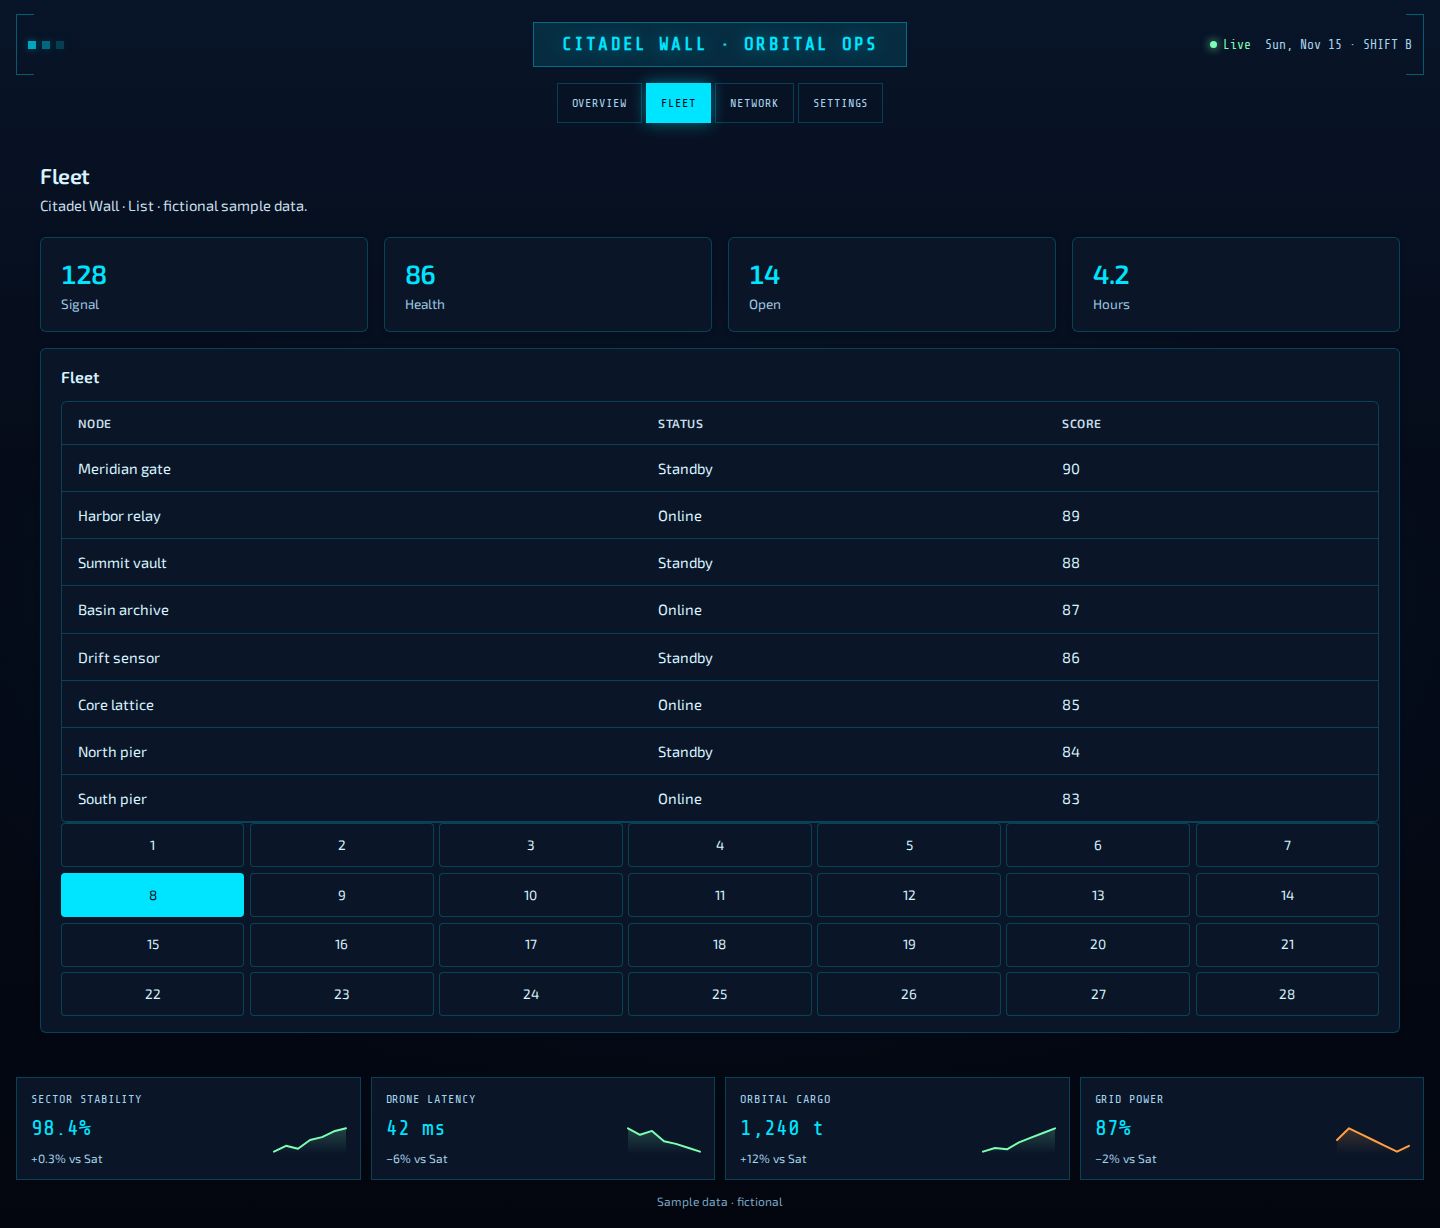 CITADEL WALL · ORBITAL OPS
Live Sun, Nov 15 · SHIFT B
OVERVIEW FLEET NETWORK SETTINGS
Fleet
Citadel Wall · List · fictional sample data.
128 86 14 4.2
Signal Health Open Hours
Fleet
NODE STATUS SCORE
Meridian gate Standby 90
Harbor relay Online 89
Summit vault Standby 88
Basin archive Online 87
Drift sensor Standby 86
Core lattice Online 85
North pier Standby 84
South pier Online 83
1 2 3 4 5 6 7
8 9 10 11 12 13 14
15 16 17 18 19 20 21
22 23 24 25 26 27 28
SECTOR STABILITY DRONE LATENCY ORBITAL CARGO GRID POWER
98.4% 42 ms 1,240 t 87%
+0.3% vs Sat −6% vs Sat +12% vs Sat −2% vs Sat
Sample data · fictional